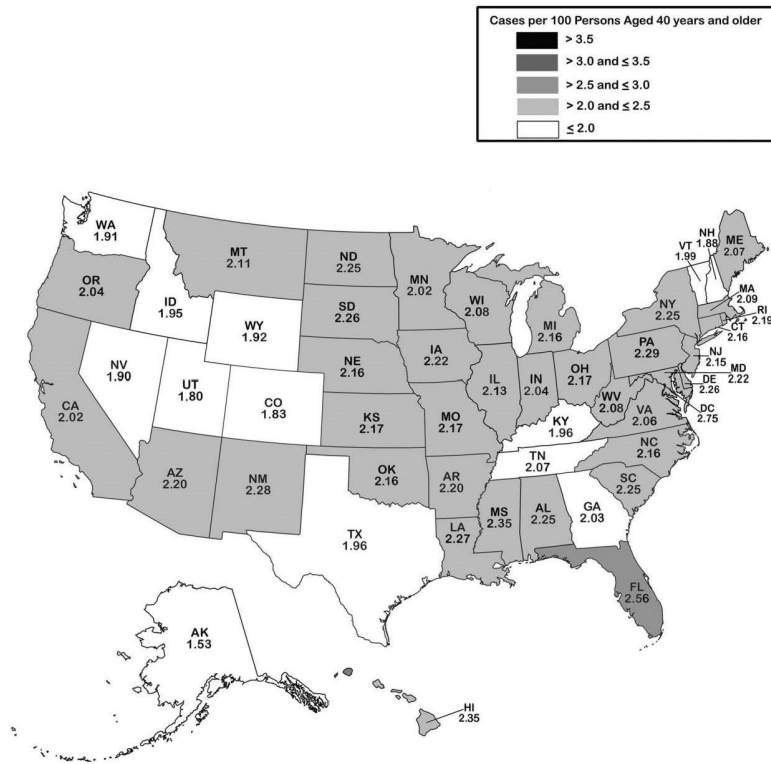 Cases per 100 Persons Aged 40 years and older
> 3.5
> 3.0 and ≤ 3.5
> 2.5 and ≤ 3.0
> 2.0 and ≤ 2.5
≤ 2.0
WA
1.91
MT
2.11
ND
2.25
MN
2.02
VT
1.99
NH
1.88
ME
2.07
OR
2.04
ID
1.95
WY
1.92
SD
2.26
WI
2.08
MI
2.16
NY
2.25
MA
2.09
RI
2.19
CT
2.16
NV
1.90
UT
1.80
CO
1.83
NE
2.16
IA
2.22
IL
2.13
IN
2.04
OH
2.17
PA
2.29
NJ
2.15
MD
2.22
DE
2.26
DC
2.75
CA
2.02
KS
2.17
MO
2.17
KY
1.96
WV
2.08
VA
2.06
AZ
2.20
NM
2.28
OK
2.16
AR
2.20
TN
2.07
NC
2.16
SC
2.25
TX
1.96
LA
2.27
MS
2.35
AL
2.25
GA
2.03
FL
2.56
AK
1.53
HI
2.35